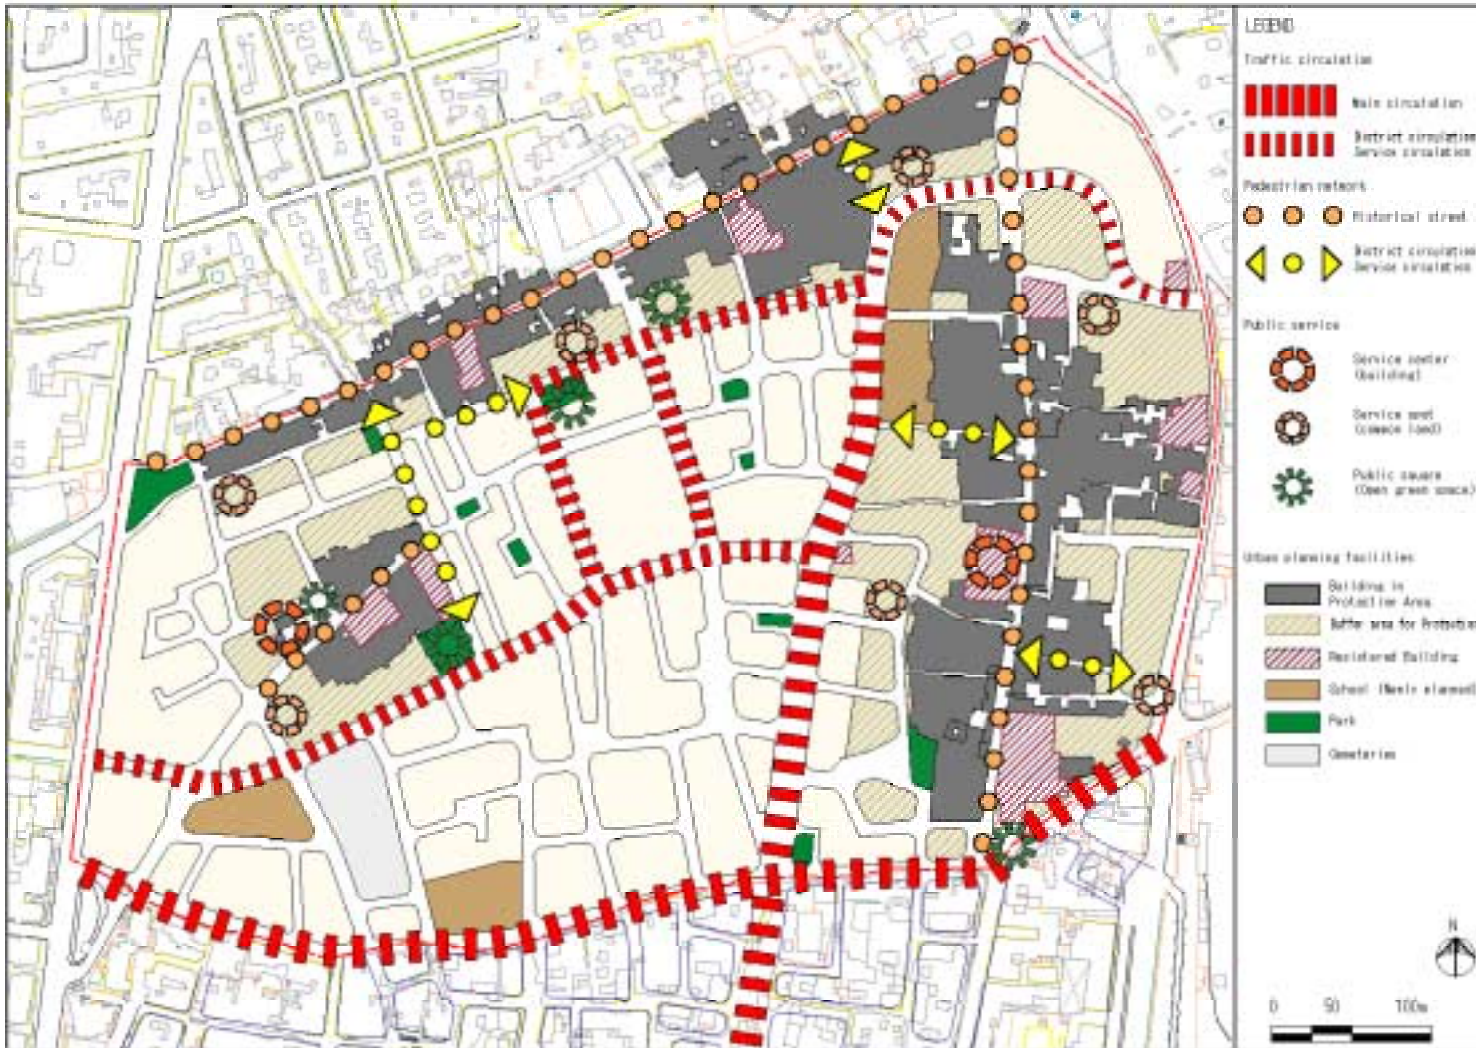 LEGEND
Traffic circulation
Main circulation
District circulation
Service circulation
Pedestrian network
Historical street
District circulation
Service circulation
Public service
Service center
(building)
Service spot
(common land)
Public square
(Open green space)
Urban planning facilities
Building in
Protection Area
Buffer area for Protection
Registered Building
School (Newly planned)
Park
Cemeteries
N
0 50 100m